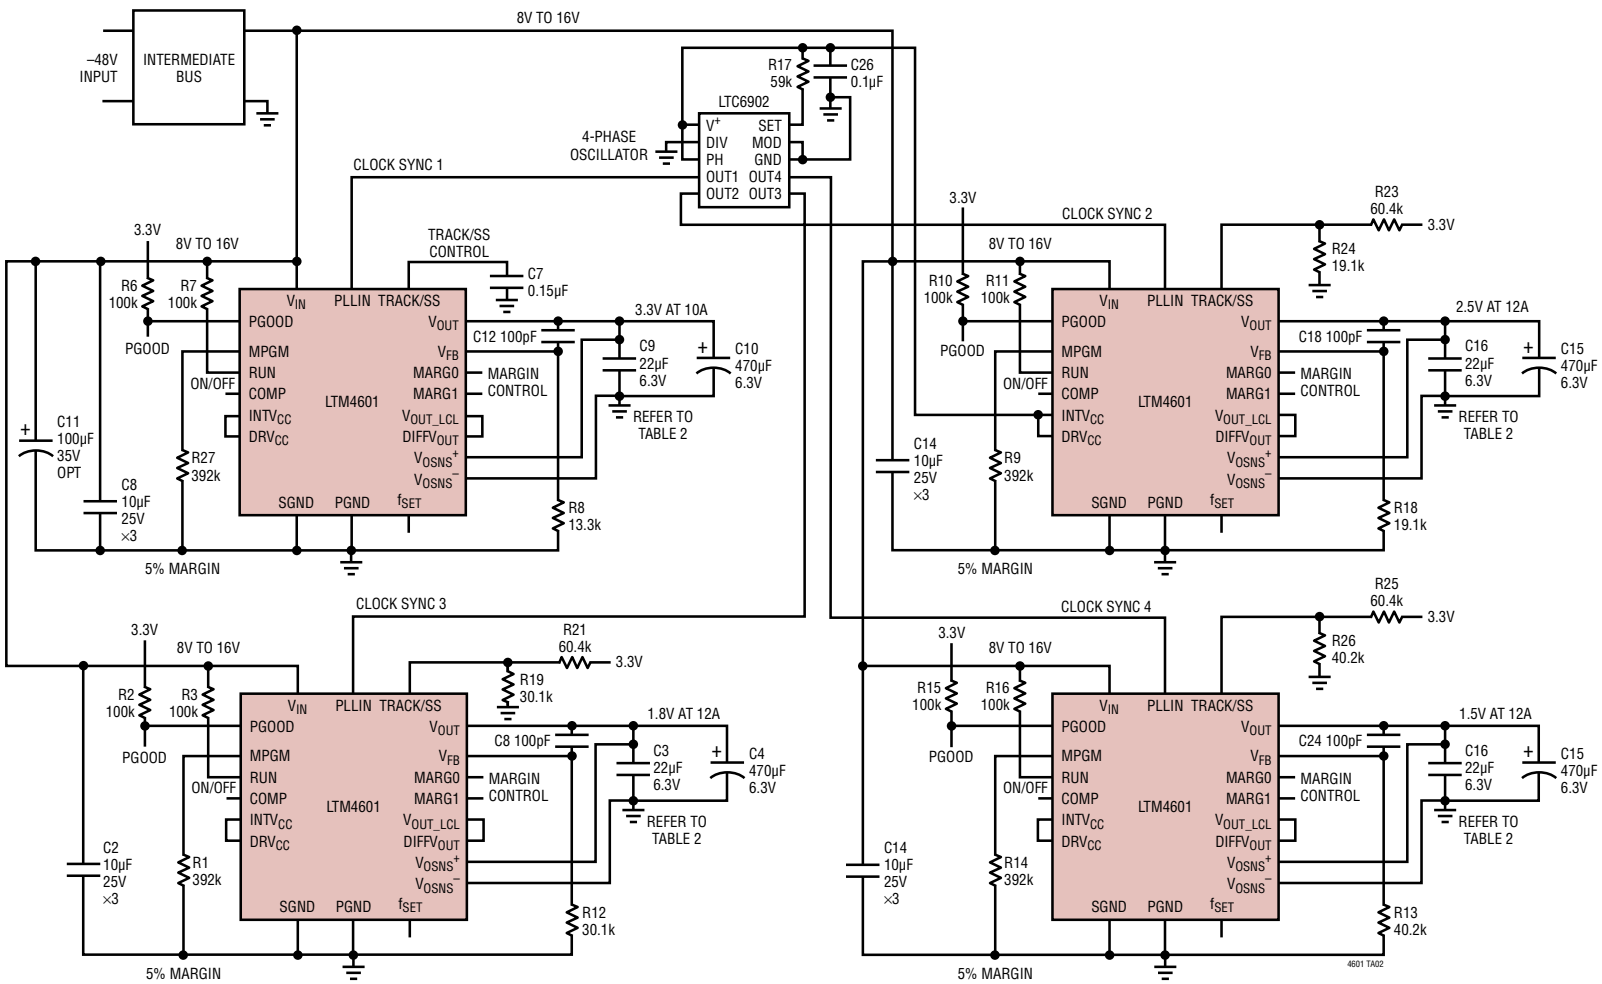 8V TO 16V
–48V
INPUT
INTERMEDIATE
BUS
R17
59k
C26
0.1µF
LTC6902
4-PHASE
OSCILLATOR
V+ SET
DIV MOD
PH GND
OUT1 OUT4
OUT2 OUT3
CLOCK SYNC 1
CLOCK SYNC 2
3.3V
8V TO 16V
TRACK/SS
CONTROL
R6
100k
R7
100k
C7
0.15µF
VIN PLLIN TRACK/SS
PGOOD
MPGM
RUN
COMP
INTVCC
DRVCC
LTM4601
VOUT
VFB
MARG0
MARG1
VOUT_LCL
DIFFVOUT
VOSNS+
VOSNS–
SGND PGND fSET
PGOOD
ON/OFF
3.3V AT 10A
C12 100pF
C9
22µF
6.3V
C10
470µF
6.3V
+
MARGIN
CONTROL
REFER TO
TABLE 2
+
C11
100µF
35V
OPT
C8
10µF
25V
×3
R27
392k
R8
13.3k
5% MARGIN
3.3V
8V TO 16V
R23
60.4k
3.3V
R24
19.1k
R10
100k
R11
100k
VIN PLLIN TRACK/SS
PGOOD
MPGM
RUN
COMP
INTVCC
DRVCC
LTM4601
VOUT
VFB
MARG0
MARG1
VOUT_LCL
DIFFVOUT
VOSNS+
VOSNS–
SGND PGND fSET
PGOOD
ON/OFF
2.5V AT 12A
C18 100pF
C16
22µF
6.3V
C15
470µF
6.3V
+
MARGIN
CONTROL
REFER TO
TABLE 2
C14
10µF
25V
×3
R9
392k
R18
19.1k
5% MARGIN
CLOCK SYNC 3
3.3V
8V TO 16V
R21
60.4k
3.3V
R19
30.1k
R2
100k
R3
100k
VIN PLLIN TRACK/SS
PGOOD
MPGM
RUN
COMP
INTVCC
DRVCC
LTM4601
VOUT
VFB
MARG0
MARG1
VOUT_LCL
DIFFVOUT
VOSNS+
VOSNS–
SGND PGND fSET
PGOOD
ON/OFF
1.8V AT 12A
C8 100pF
C3
22µF
6.3V
C4
470µF
6.3V
+
MARGIN
CONTROL
REFER TO
TABLE 2
C2
10µF
25V
×3
R1
392k
R12
30.1k
5% MARGIN
CLOCK SYNC 4
3.3V
8V TO 16V
R25
60.4k
3.3V
R26
40.2k
R15
100k
R16
100k
VIN PLLIN TRACK/SS
PGOOD
MPGM
RUN
COMP
INTVCC
DRVCC
LTM4601
VOUT
VFB
MARG0
MARG1
VOUT_LCL
DIFFVOUT
VOSNS+
VOSNS–
SGND PGND fSET
PGOOD
ON/OFF
1.5V AT 12A
C24 100pF
C16
22µF
6.3V
C15
470µF
6.3V
+
MARGIN
CONTROL
REFER TO
TABLE 2
C14
10µF
25V
×3
R14
392k
R13
40.2k
5% MARGIN
4601 TA02